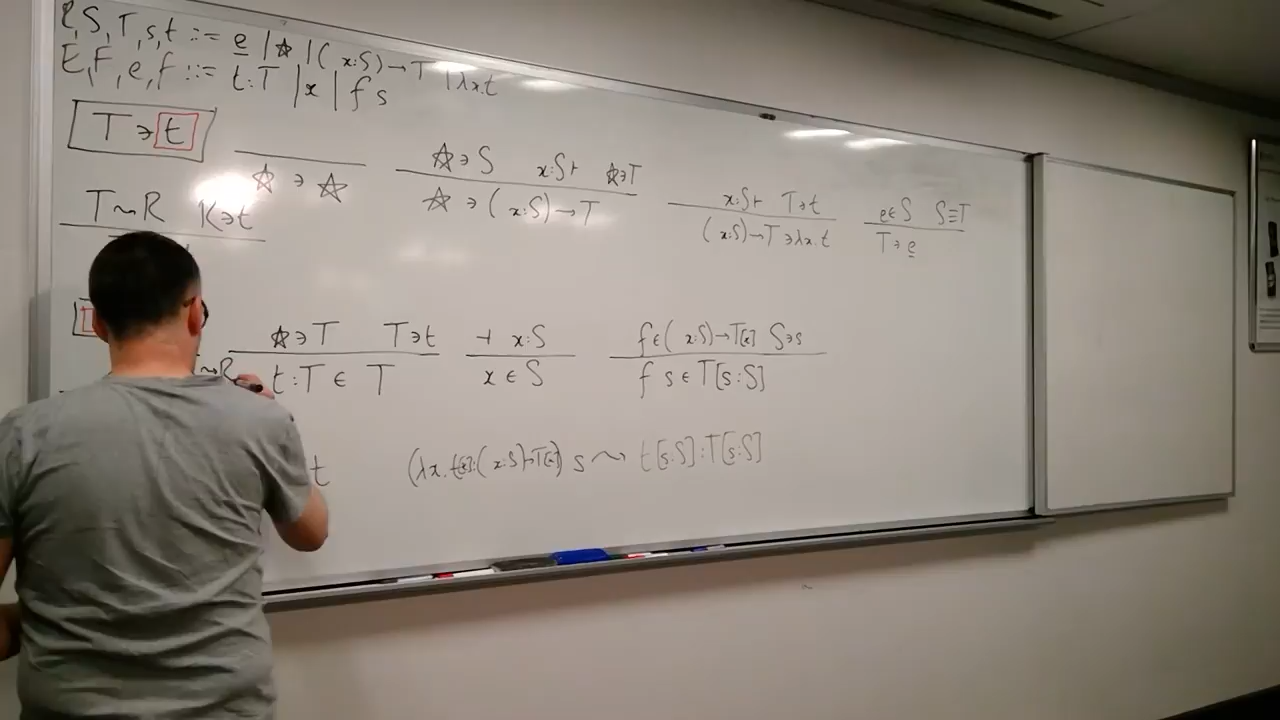 R,S,T,s,t ::= e | ☆ | (x:S)→T | λx.t
E,F,e,f ::= t:T | x | f s
T ∋ t
☆ ∋ ☆
☆∋S x:S⊢ ☆∋T
☆ ∋ (x:S)→T
x:S⊢ T∋t
(x:S)→T ∋ λx.t
e∈S S≡T
T∋e
T⇝R R∋t
⇝R
☆∋T T∋t
t:T ∈ T
⊣ x:S
x ∈ S
f∈(x:S)→T[x] S∋s
f s ∈ T[s:S]
t
(λx.t[x]:(x:S)→T[x]) s ⇝ t[s:S]:T[s:S]